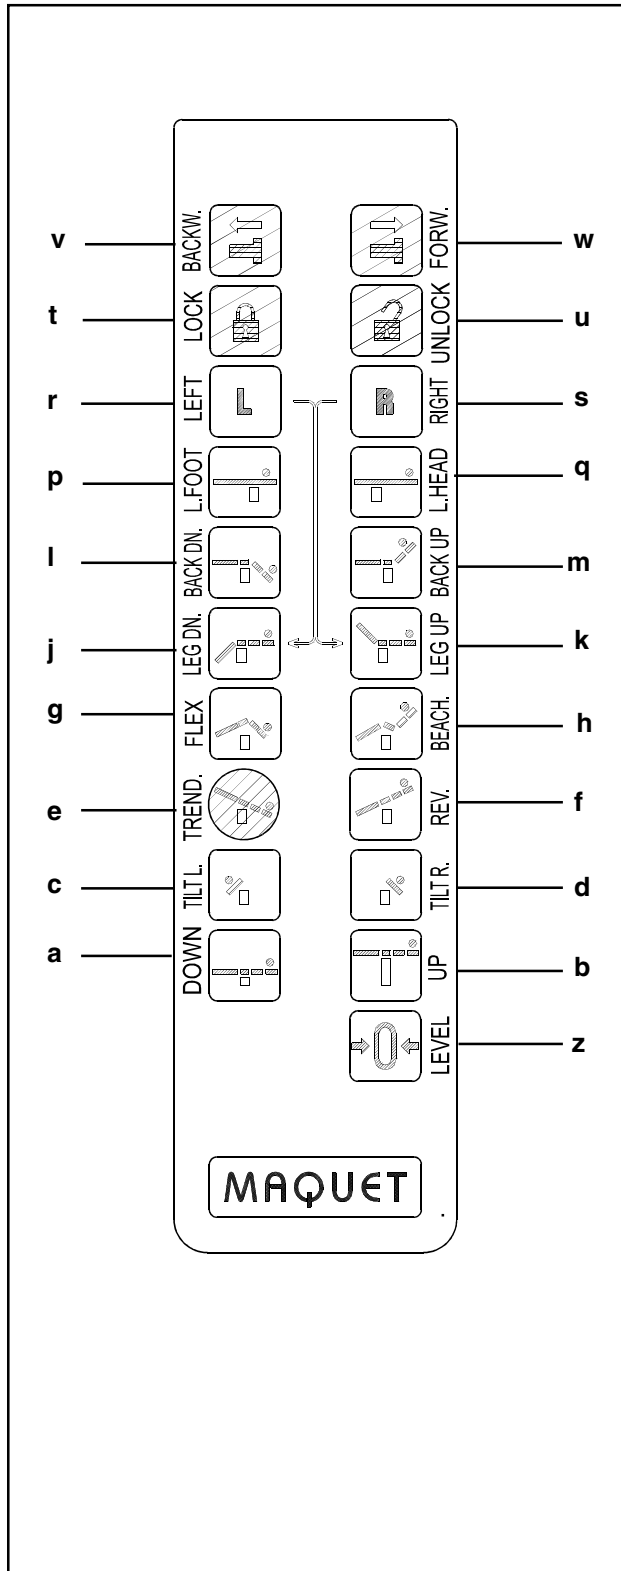 v BACKW. FORW. w
t LOCK UNLOCK u
r LEFT L R RIGHT s
p L.FOOT L.HEAD q
l BACK DN. BACK UP m
j LEG DN. LEG UP k
g FLEX BEACH. h
e TREND. REV. f
c TILT L. TILT R. d
a DOWN UP b
0 LEVEL z
MAQUET